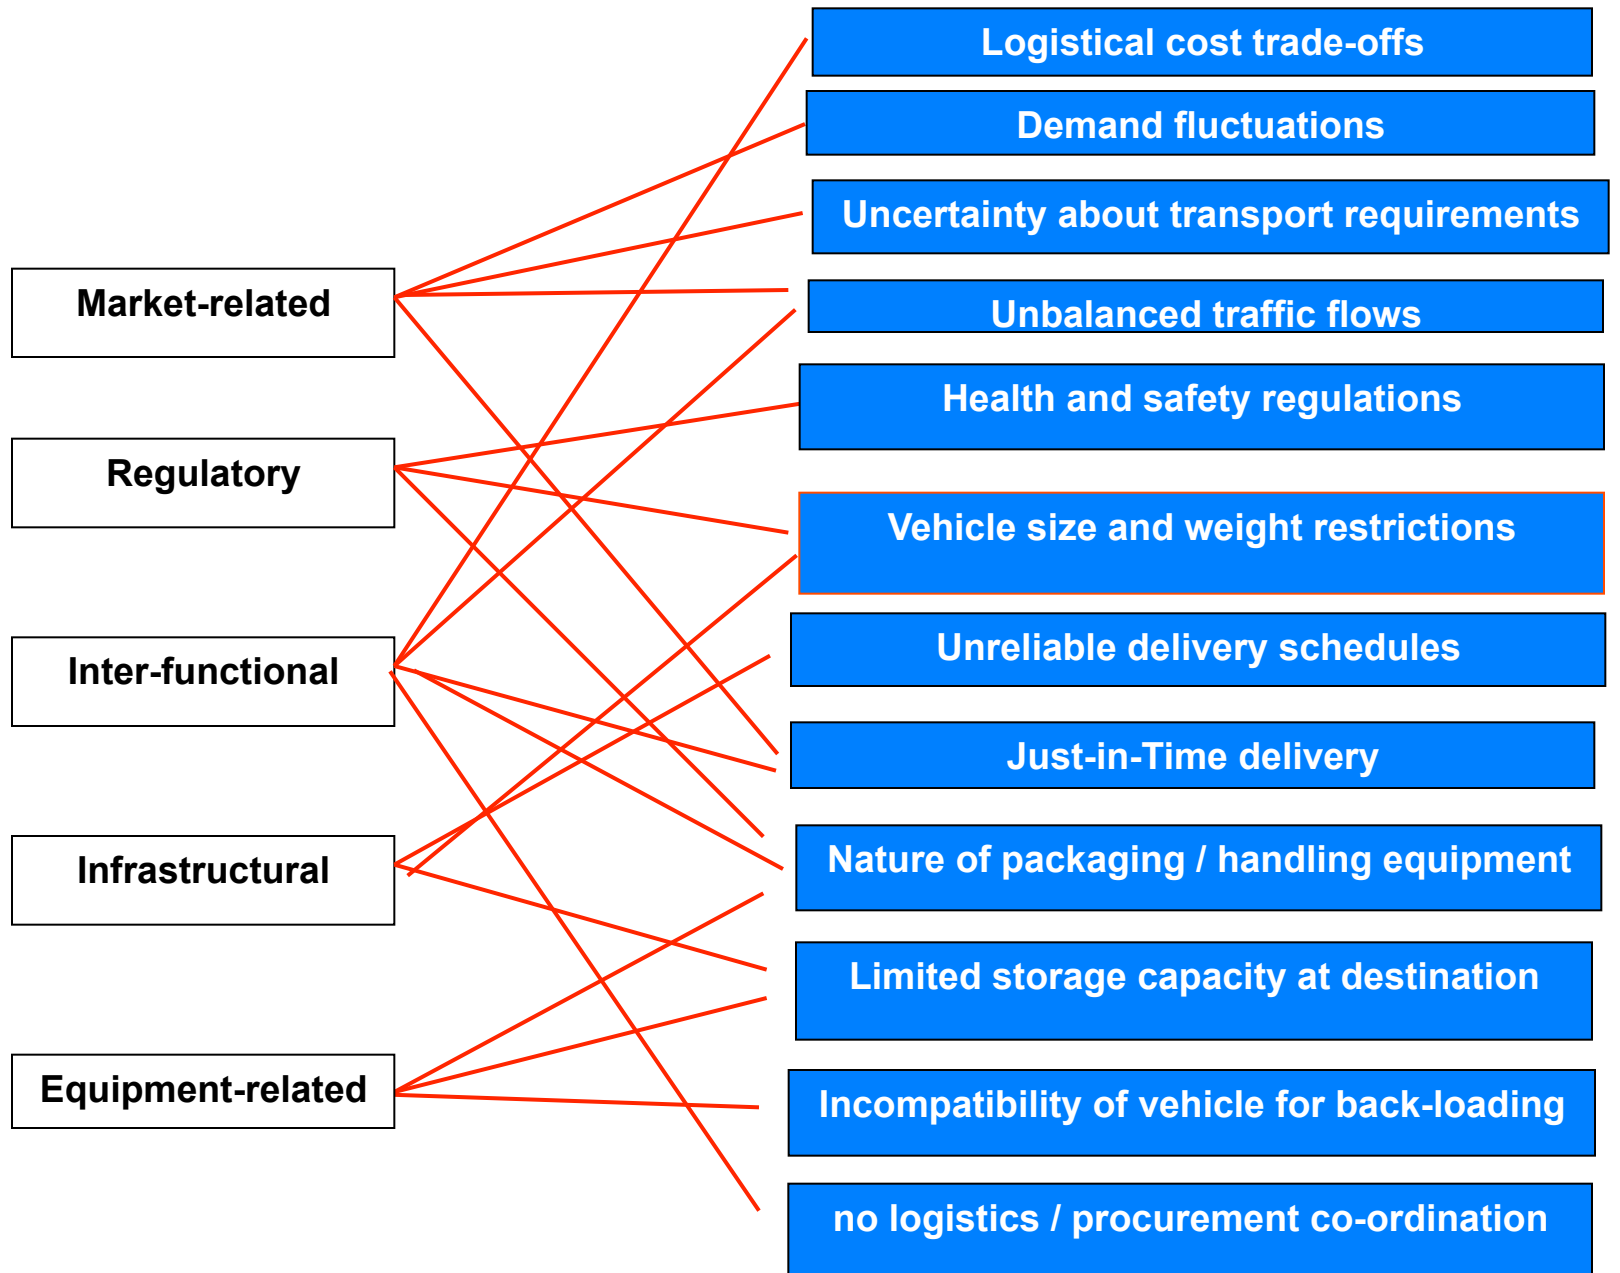 Logistical cost trade-offs
Demand fluctuations
Uncertainty about transport requirements
Market-related
Unbalanced traffic flows
Health and safety regulations
Regulatory
Vehicle size and weight restrictions
Unreliable delivery schedules
Inter-functional
Just-in-Time delivery
Nature of packaging / handling equipment
Infrastructural
Limited storage capacity at destination
Equipment-related
Incompatibility of vehicle for back-loading
no logistics / procurement co-ordination